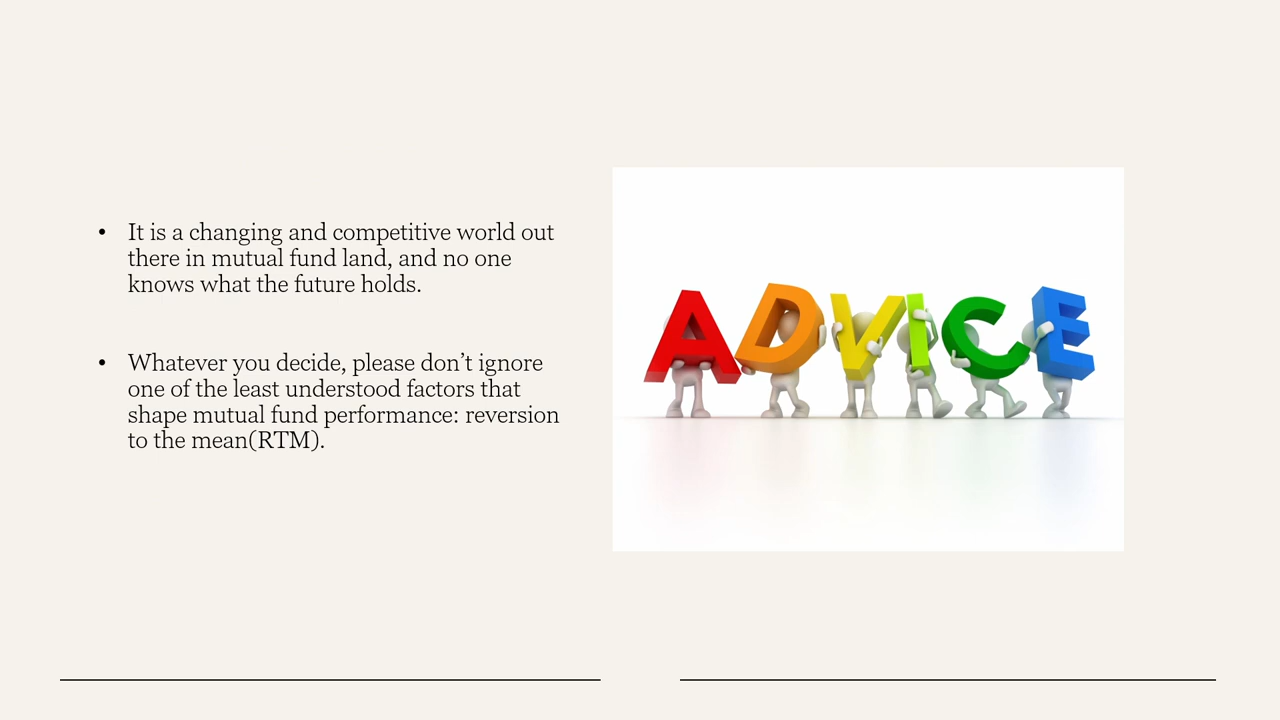 • It is a changing and competitive world out
there in mutual fund land, and no one
knows what the future holds.
• Whatever you decide, please don’t ignore
one of the least understood factors that
shape mutual fund performance: reversion
to the mean(RTM).
ADVICE